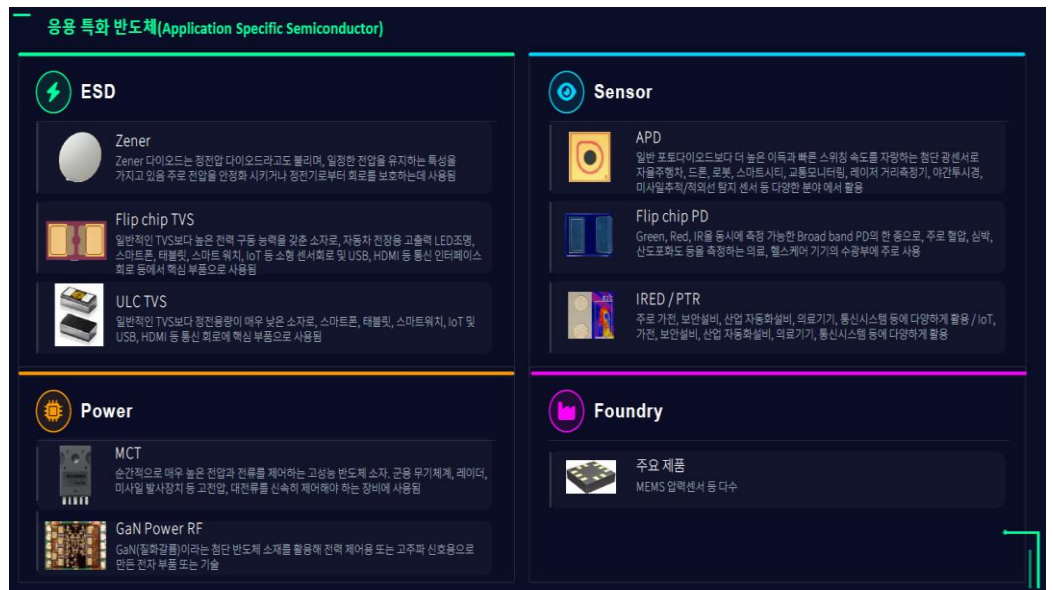 응용 특화 반도체(Application Specific Semiconductor)
ESD
Zener
Zener 다이오드는 정전압 다이오드라고도 불리며, 일정한 전압을 유지하는 특성을
가지고 있음 주로 전압을 안정화 시키거나 정전기로부터 회로를 보호하는데 사용됨
Flip chip TVS
일반적인 TVS보다 높은 전력 구동 능력을 갖춘 소자로, 자동차 전장용 고출력 LED조명,
스마트폰, 태블릿, 스마트 워치, IoT 등 소형 센서회로 및 USB, HDMI 등 통신 인터페이스
회로 등에서 핵심 부품으로 사용됨
ULC TVS
일반적인 TVS보다 정전용량이 매우 낮은 소자로, 스마트폰, 태블릿, 스마트워치, IoT 및
USB, HDMI 등 통신 회로에 핵심 부품으로 사용됨
Sensor
APD
일반 포토다이오드보다 더 높은 이득과 빠른 스위칭 속도를 자랑하는 첨단 광센서로
자율주행차, 드론, 로봇, 스마트시티, 교통모니터링, 레이저 거리측정기, 야간투시경,
미사일추적/적외선 탐지 센서 등 다양한 분야 에서 활용
Flip chip PD
Green, Red, IR을 동시에 측정 가능한 Broad band PD의 한 종으로, 주로 혈압, 심박,
산도포화도 등을 측정하는 의료, 헬스케어 기기의 수광부에 주로 사용
IRED / PTR
주로 가전, 보안설비, 산업 자동화설비, 의료기기, 통신시스템 등에 다양하게 활용 / IoT,
가전, 보안설비, 산업 자동화설비, 의료기기, 통신시스템 등에 다양하게 활용
Power
MCT
순간적으로 매우 높은 전압과 전류를 제어하는 고성능 반도체 소자. 군용 무기체계, 레이더,
미사일 발사장치 등 고전압, 대전류를 신속히 제어해야 하는 장비에 사용됨
GaN Power RF
GaN(질화갈륨)이라는 첨단 반도체 소재를 활용해 전력 제어용 또는 고주파 신호용으로
만든 전자 부품 또는 기술
Foundry
주요 제품
MEMS 압력센서 등 다수